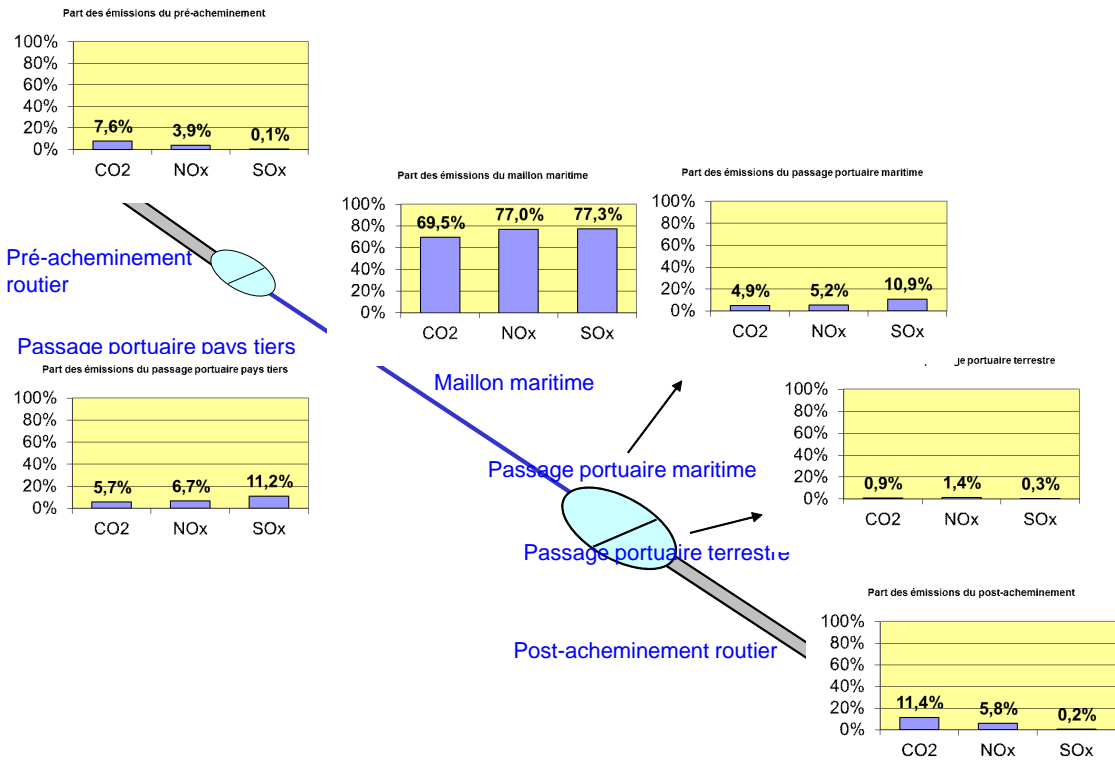 Part des émissions du pré-acheminement
100%
80%
60%
40%
20%
0%
7,6%
3,9%
0,1%
CO2
NOx
SOx
Pré-acheminement
routier
Part des émissions du maillon maritime
100%
80%
60%
40%
20%
0%
69,5%
77,0%
77,3%
CO2
NOx
SOx
Part des émissions du passage portuaire maritime
100%
80%
60%
40%
20%
0%
4,9%
5,2%
10,9%
CO2
NOx
SOx
Passage portuaire pays tiers
Part des émissions du passage portuaire pays tiers
100%
80%
60%
40%
20%
0%
5,7%
6,7%
11,2%
CO2
NOx
SOx
Maillon maritime
portuaire terrestre
100%
80%
60%
40%
20%
0%
0,9%
1,4%
0,3%
CO2
NOx
SOx
Passage portuaire maritime
Passage portuaire terrestre
Post-acheminement routier
Part des émissions du post-acheminement
100%
80%
60%
40%
20%
0%
11,4%
5,8%
0,2%
CO2
NOx
SOx